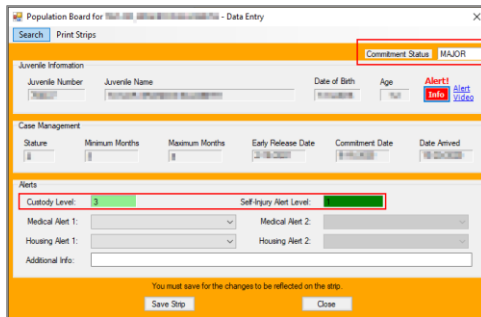 Population Board for - Data Entry
Search Print Strips
Commitment Status MAJOR
Juvenile Information
Juvenile Number Juvenile Name Date of Birth Age Alert!
Info Alert Video
Case Management
Stature Minimum Months Maximum Months Early Release Date Commitment Date Date Arrived
Alerts
Custody Level: 3 Self-Injury Alert Level: 1
Medical Alert 1: Medical Alert 2:
Housing Alert 1: Housing Alert 2:
Additional Info:
You must save for the changes to be reflected on the strip.
Save Strip Close